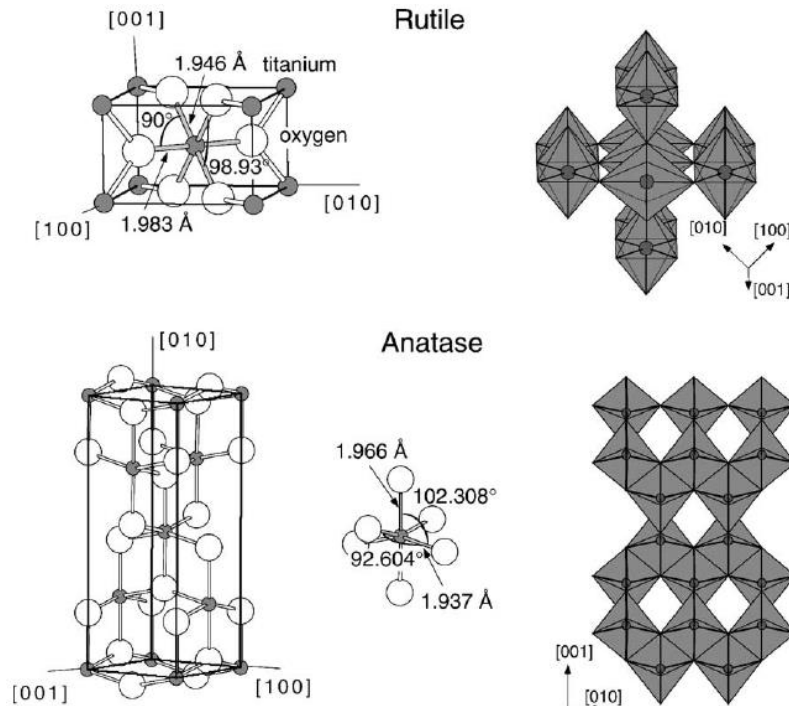 Rutile
[001]
1.946 Å
titanium
90°
oxygen
98.93°
[010]
[100]
1.983 Å
[010]
[100]
[001]
Anatase
[010]
1.966 Å
102.308°
92.604°
1.937 Å
[001]
[100]
[001]
[010]